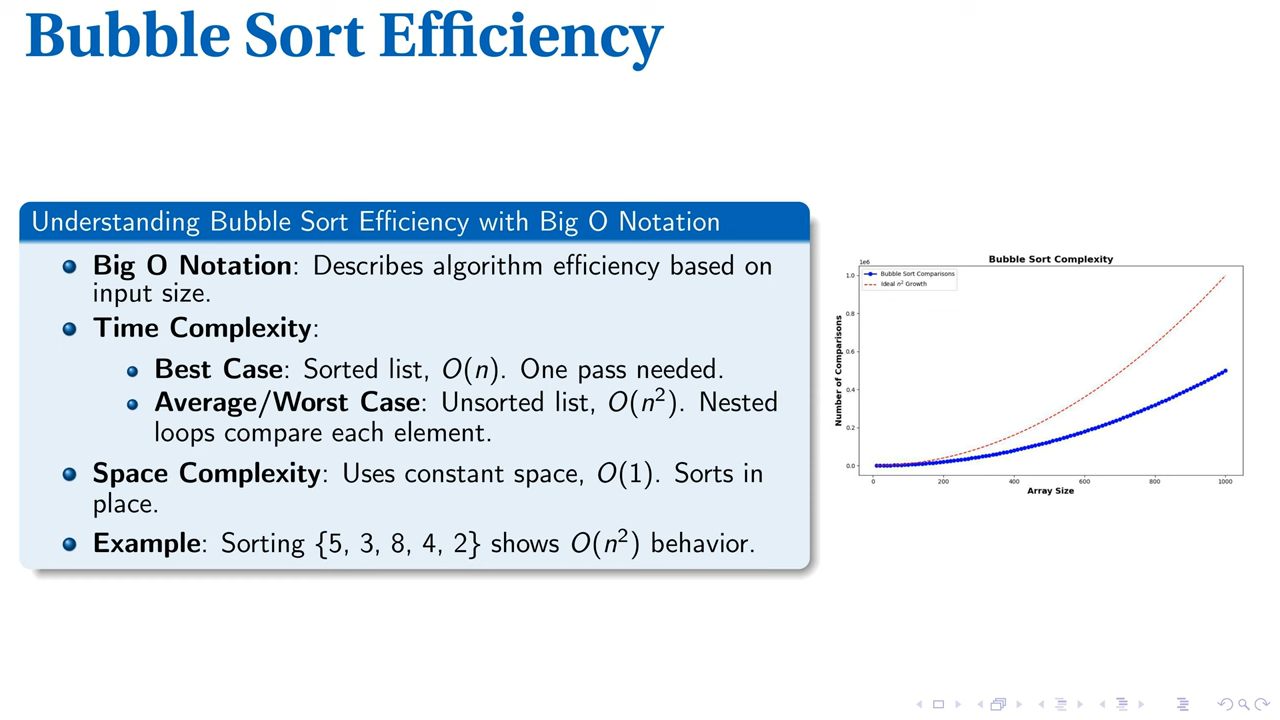 Bubble Sort Efficiency
Understanding Bubble Sort Efficiency with Big O Notation
Big O Notation: Describes algorithm efficiency based on
input size.
Time Complexity:
Best Case: Sorted list, O(n). One pass needed.
Average/Worst Case: Unsorted list, O(n²). Nested
loops compare each element.
Space Complexity: Uses constant space, O(1). Sorts in
place.
Example: Sorting {5, 3, 8, 4, 2} shows O(n²) behavior.
Bubble Sort Complexity
1e6
Bubble Sort Comparisons
Ideal n² Growth
Number of Comparisons
1.0
0.8
0.6
0.4
0.2
0.0
0 200 400 600 800 1000
Array Size